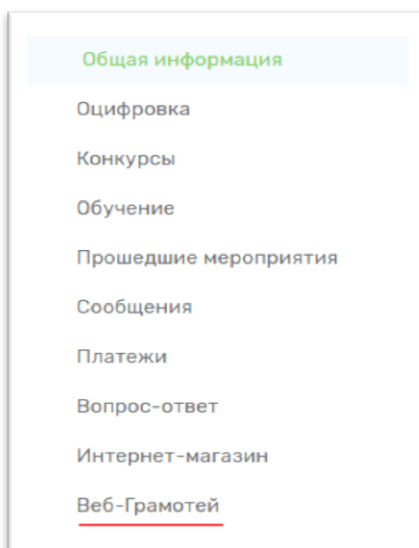 Общая информация
Оцифровка
Конкурсы
Обучение
Прошедшие мероприятия
Сообщения
Платежи
Вопрос-ответ
Интернет-магазин
Веб-Грамотей